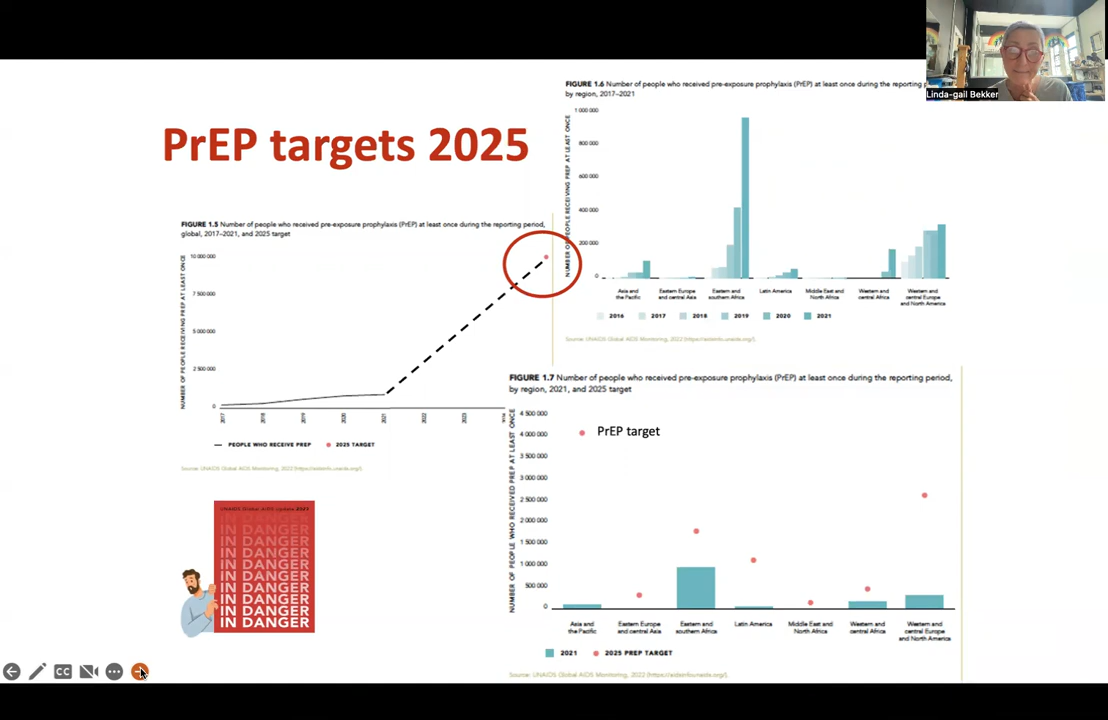 Linda-gail Bekker
PrEP targets 2025
FIGURE 1.5 Number of people who received pre-exposure prophylaxis (PrEP) at least once during the reporting period,
global, 2017–2021, and 2025 target
NUMBER OF PEOPLE RECEIVING PREP AT LEAST ONCE
10 000 000
7 500 000
5 000 000
2 500 000
0
2017
2018
2019
2020
2021
2022
2023
PEOPLE WHO RECEIVE PREP
2025 TARGET
Source: UNAIDS Global AIDS Monitoring, 2022 (https://aidsinfo.unaids.org/).
FIGURE 1.6 Number of people who received pre-exposure prophylaxis (PrEP) at least once during the reporting
by region, 2017–2021
NUMBER OF PEOPLE RECEIVING PREP AT LEAST ONCE
1 000 000
800 000
600 000
400 000
200 000
0
Asia and
the Pacific
Eastern Europe
and central Asia
Eastern and
southern Africa
Latin America
Middle East and
North Africa
Western and
central Africa
Western and
central Europe
and North America
2016
2017
2018
2019
2020
2021
Source: UNAIDS Global AIDS Monitoring, 2022 (https://aidsinfo.unaids.org/).
FIGURE 1.7 Number of people who received pre-exposure prophylaxis (PrEP) at least once during the reporting period,
by region, 2021, and 2025 target
NUMBER OF PEOPLE WHO RECEIVED PREP AT LEAST ONCE
4 500 000
4 000 000
3 500 000
3 000 000
2 500 000
2 000 000
1 500 000
1 000 000
500 000
0
PrEP target
Asia and
the Pacific
Eastern Europe
and central Asia
Eastern and
southern Africa
Latin America
Middle East and
North Africa
Western and
central Africa
Western and
central Europe
and North America
2021
2025 PREP TARGET
Source: UNAIDS Global AIDS Monitoring, 2022 (https://aidsinfo.unaids.org/).
UNAIDS Global AIDS Update
IN DANGER
IN DANGER
IN DANGER
IN DANGER
IN DANGER
IN DANGER
IN DANGER
IN DANGER
IN DANGER
CC